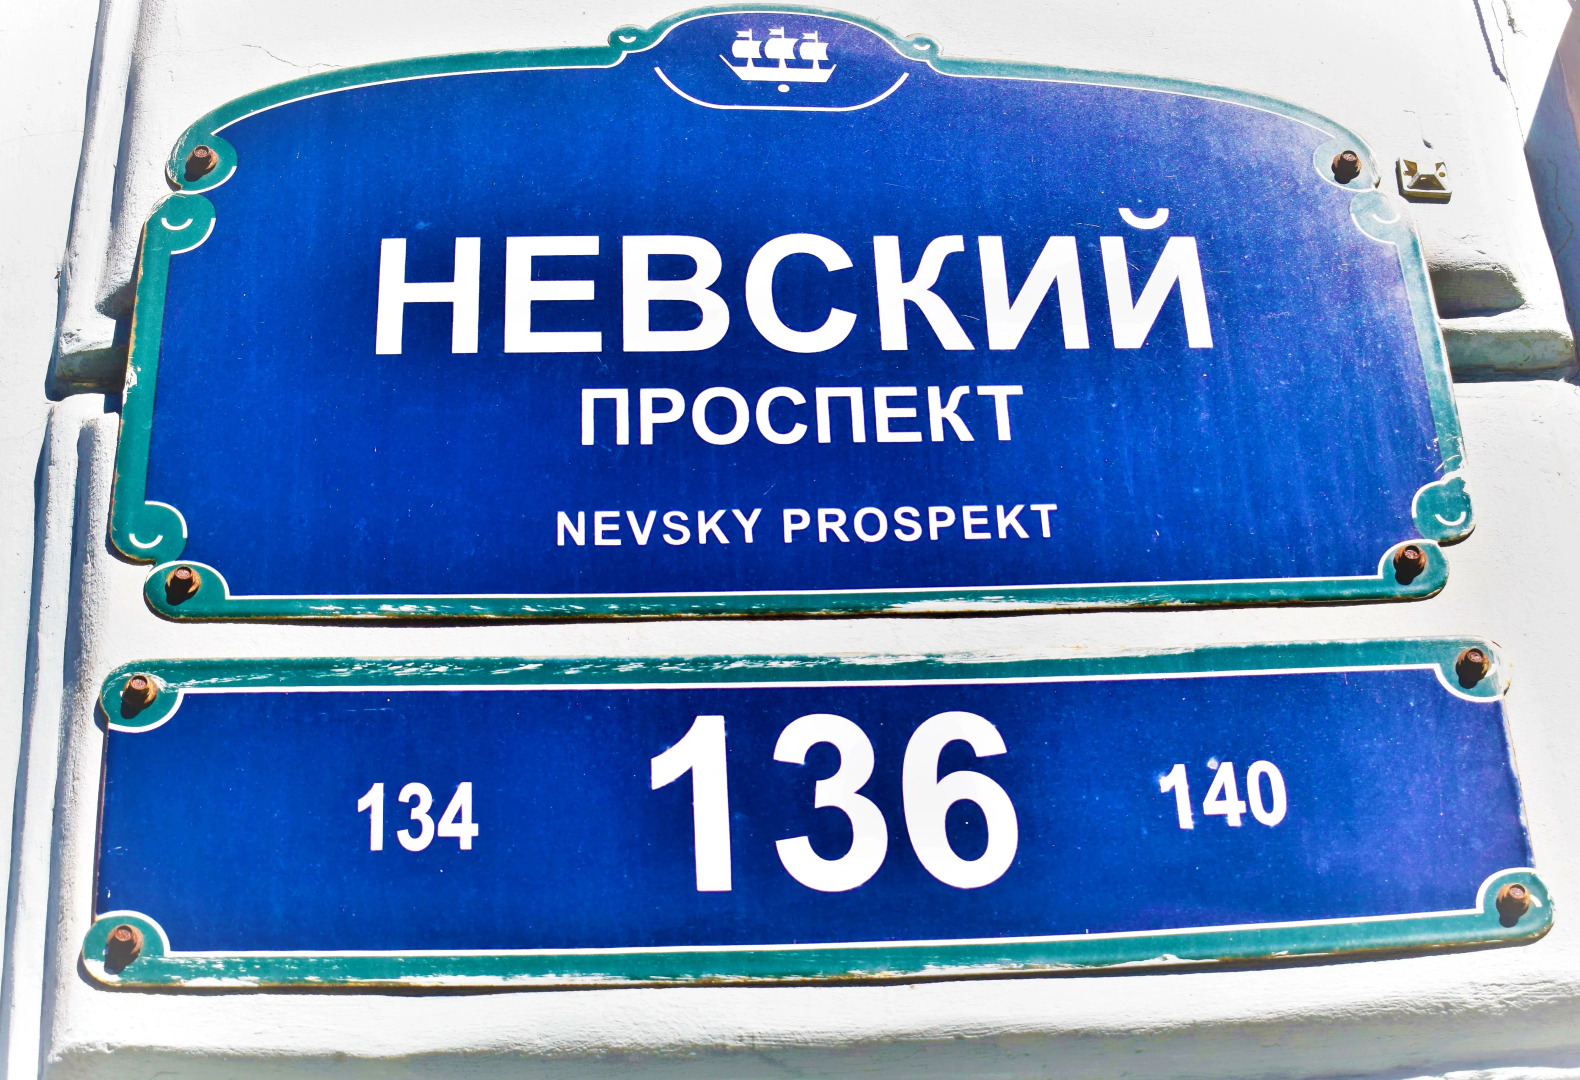 НЕВСКИЙ
ПРОСПЕКТ
NEVSKY PROSPEKT
134 136 140